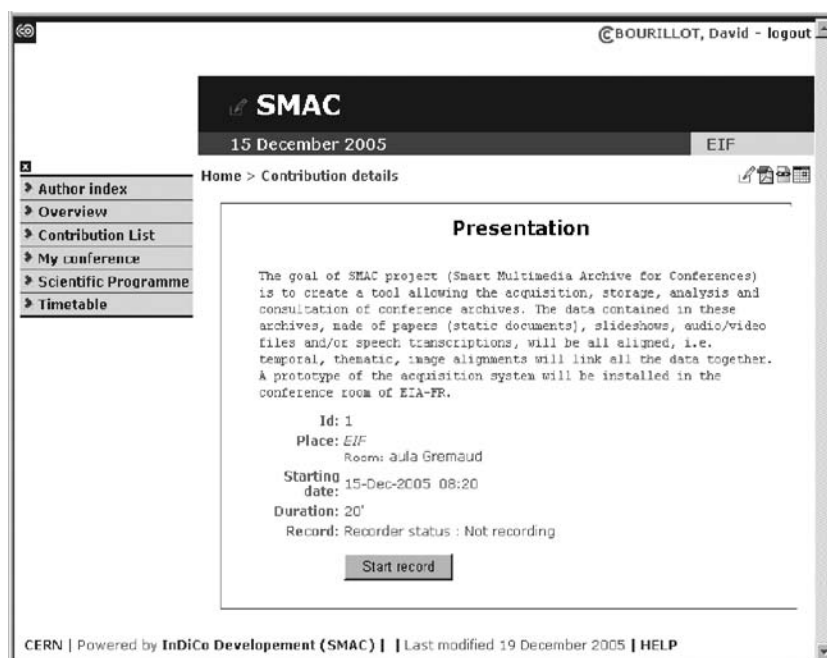 BOURILLOT, David - logout
SMAC
15 December 2005 EIF
Home > Contribution details
Author index
Overview
Contribution List
My conference
Scientific Programme
Timetable
Presentation
The goal of SMAC project (Smart Multimedia Archive for Conferences)
is to create a tool allowing the acquisition, storage, analysis and
consultation of conference archives. The data contained in these
archives, made of papers (static documents), slideshows, audio/video
files and/or speech transcriptions, will be all aligned, i.e.
temporal, thematic, image alignments will link all the data together.
A prototype of the acquisition system will be installed in the
conference room of EIA-FR.
Id: 1
Place: EIF
Room: aula Gremaud
Starting
date: 15-Dec-2005 08:20
Duration: 20'
Record: Recorder status : Not recording
Start record
CERN | Powered by InDiCo Developement (SMAC) | | Last modified 19 December 2005 | HELP